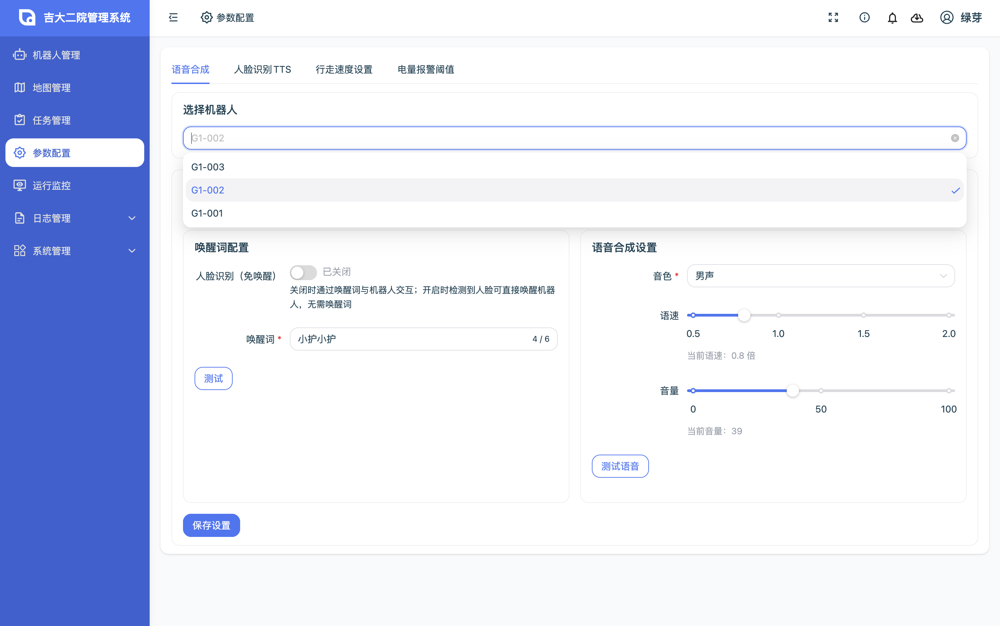 吉大二院管理系统
参数配置
绿芽
机器人管理
地图管理
任务管理
参数配置
运行监控
日志管理
系统管理
语音合成
人脸识别TTS
行走速度设置
电量报警阈值
选择机器人
G1-002
G1-003
G1-002
G1-001
唤醒词配置
人脸识别（免唤醒）
已关闭
关闭时通过唤醒词与机器人交互；开启时检测到人脸可直接唤醒机器
人，无需唤醒词
唤醒词 *
小护小护
4 / 6
测试
语音合成设置
音色 *
男声
语速
0.5 1.0 1.5 2.0
当前语速：0.8 倍
音量
0 50 100
当前音量：39
测试语音
保存设置